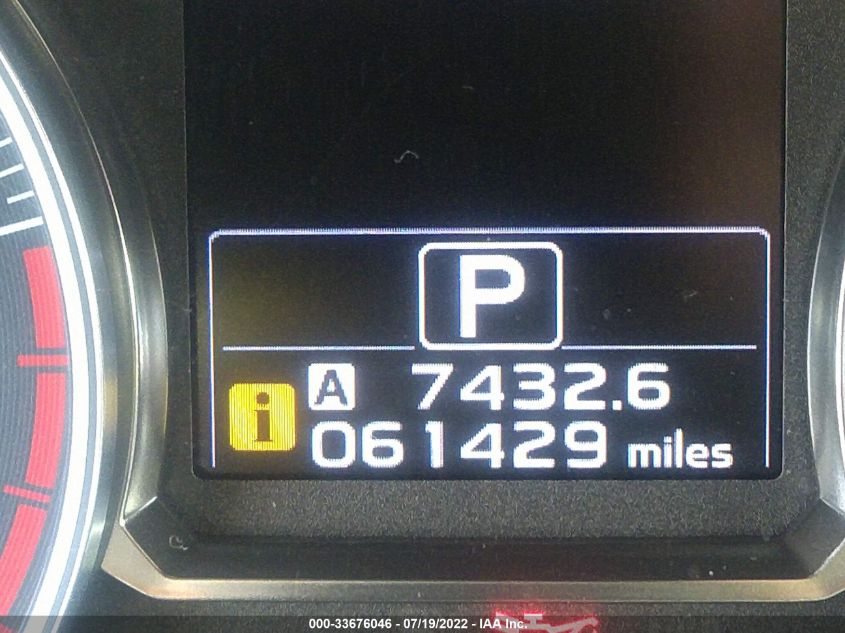 P
A 7432.6
i 061429 miles
000-33676046 - 07/19/2022 - IAA Inc.